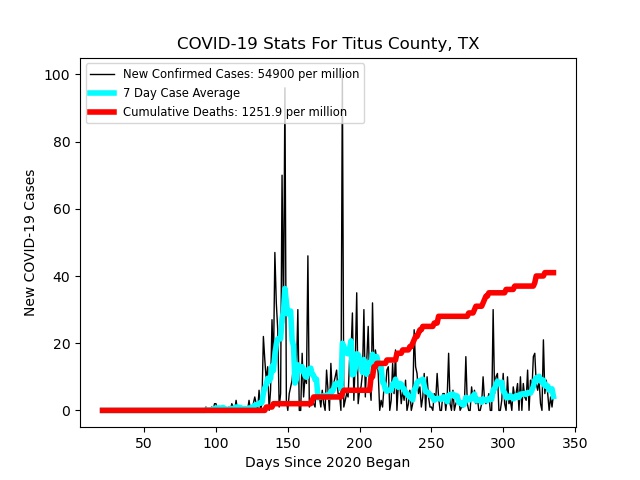 COVID-19 Stats For Titus County, TX
New Confirmed Cases: 54900 per million
7 Day Case Average
Cumulative Deaths: 1251.9 per million
New COVID-19 Cases
100
80
60
40
20
0
50 100 150 200 250 300 350
Days Since 2020 Began